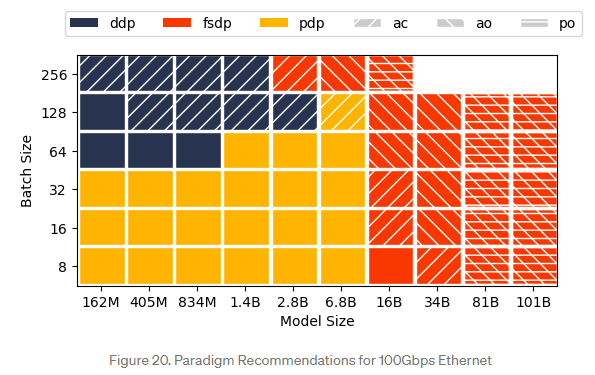 ddp fsdp pdp ac ao po
Batch Size
256
128
64
32
16
8
162M 405M 834M 1.4B 2.8B 6.8B 16B 34B 81B 101B
Model Size
Figure 20. Paradigm Recommendations for 100Gbps Ethernet